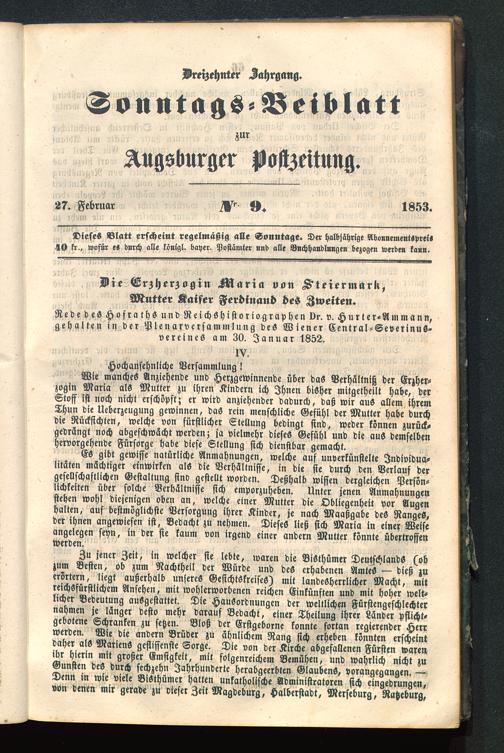 Dreizehnter Jahrgang.
Sonntags-Beiblatt
zur
Augsburger Postzeitung.
27. Februar Nr. 9. 1853.
Dieses Blatt erscheint regelmäßig alle Sonntage. Der halbjährige Abonnementspreis
40 kr., wofür es durch alle königl. bayer. Postämter und alle Buchhandlungen bezogen werden kann.
Die Erzherzogin Maria von Steiermark,
Mutter Kaiser Ferdinand des Zweiten.
Rede des Hofraths und Reichshistoriographen Dr. v. Hurter-Ammann,
gehalten in der Plenarversammlung des Wiener Central-Severinus-
vereines am 30. Januar 1852.
IV.
Hochansehnliche Versammlung!
Wie manches Anziehende und Herzgewinnende über das Verhältniß der Erzher-
zogin Maria als Mutter zu ihren Kindern ich Ihnen bisher mitgetheilt habe, der
Stoff ist noch nicht erschöpft; er wird anziehender dadurch, daß wir aus allem ihrem
Thun die Ueberzeugung gewinnen, das rein menschliche Gefühl der Mutter habe durch
die Rücksichten, welche von fürstlicher Stellung bedingt sind, weder können zurück-
gedrängt noch abgeschwächt werden; ja vielmehr dieses Gefühl und die aus demselben
hervorgehende Fürsorge habe diese Stellung sich dienstbar gemacht.
Es gibt gewisse natürliche Anmahnungen, welche auf unverkünstelte Individua-
litäten mächtiger einwirken als die Verhältnisse, in die sie durch den Verlauf der
gesellschaftlichen Gestaltung sind gestellt worden. Deßhalb wissen dergleichen Persön-
lichkeiten über solche Verhältnisse sich emporzuheben. Unter jenen Anmahnungen
stehen wohl diejenigen oben an, welche einer Mutter die Obliegenheit vor Augen
halten, auf bestmöglichste Versorgung ihrer Kinder, je nach Maaßgabe des Ranges,
der ihnen angewiesen ist, Bedacht zu nehmen. Dieses ließ sich Maria in einer Weise
angelegen seyn, in der sie kaum von irgend einer andern Mutter könnte übertroffen
werden.
Zu jener Zeit, in welcher sie lebte, waren die Bisthümer Deutschlands (ob
zum Besten, ob zum Nachtheil der Würde und des erhabenen Amtes — dieß zu
erörtern, liegt außerhalb unseres Gesichtskreises) mit landesherrlicher Macht, mit
reichsfürstlichem Ansehen, mit wohlerworbenen reichen Einkünften und mit hoher welt-
licher Bedeutung ausgestattet. Die Hausordnungen der weltlichen Fürstengeschlechter
nahmen je länger desto mehr darauf Bedacht, einer Theilung ihrer Länder pflicht-
gebotene Schranken zu setzen. Bloß der Erstgeborne konnte fortan regierender Herr
werden. Wie die andern Brüder zu ähnlichem Rang sich erheben könnten erscheint
daher als Mariens geflissenste Sorge. Die von der Kirche abgefallenen Fürsten waren
ihr hierin mit großer Emsigkeit, mit folgenreichem Bemühen, und wahrlich nicht zu
Gunsten des durch sechzehn Jahrhunderte herabgeerbten Glaubens, vorangegangen. —
Denn in wie viele Bisthümer hatten unkatholische Administratoren sich eingedrungen,
von denen mir gerade zu dieser Zeit Magdeburg, Halberstadt, Merseburg, Ratzeburg,